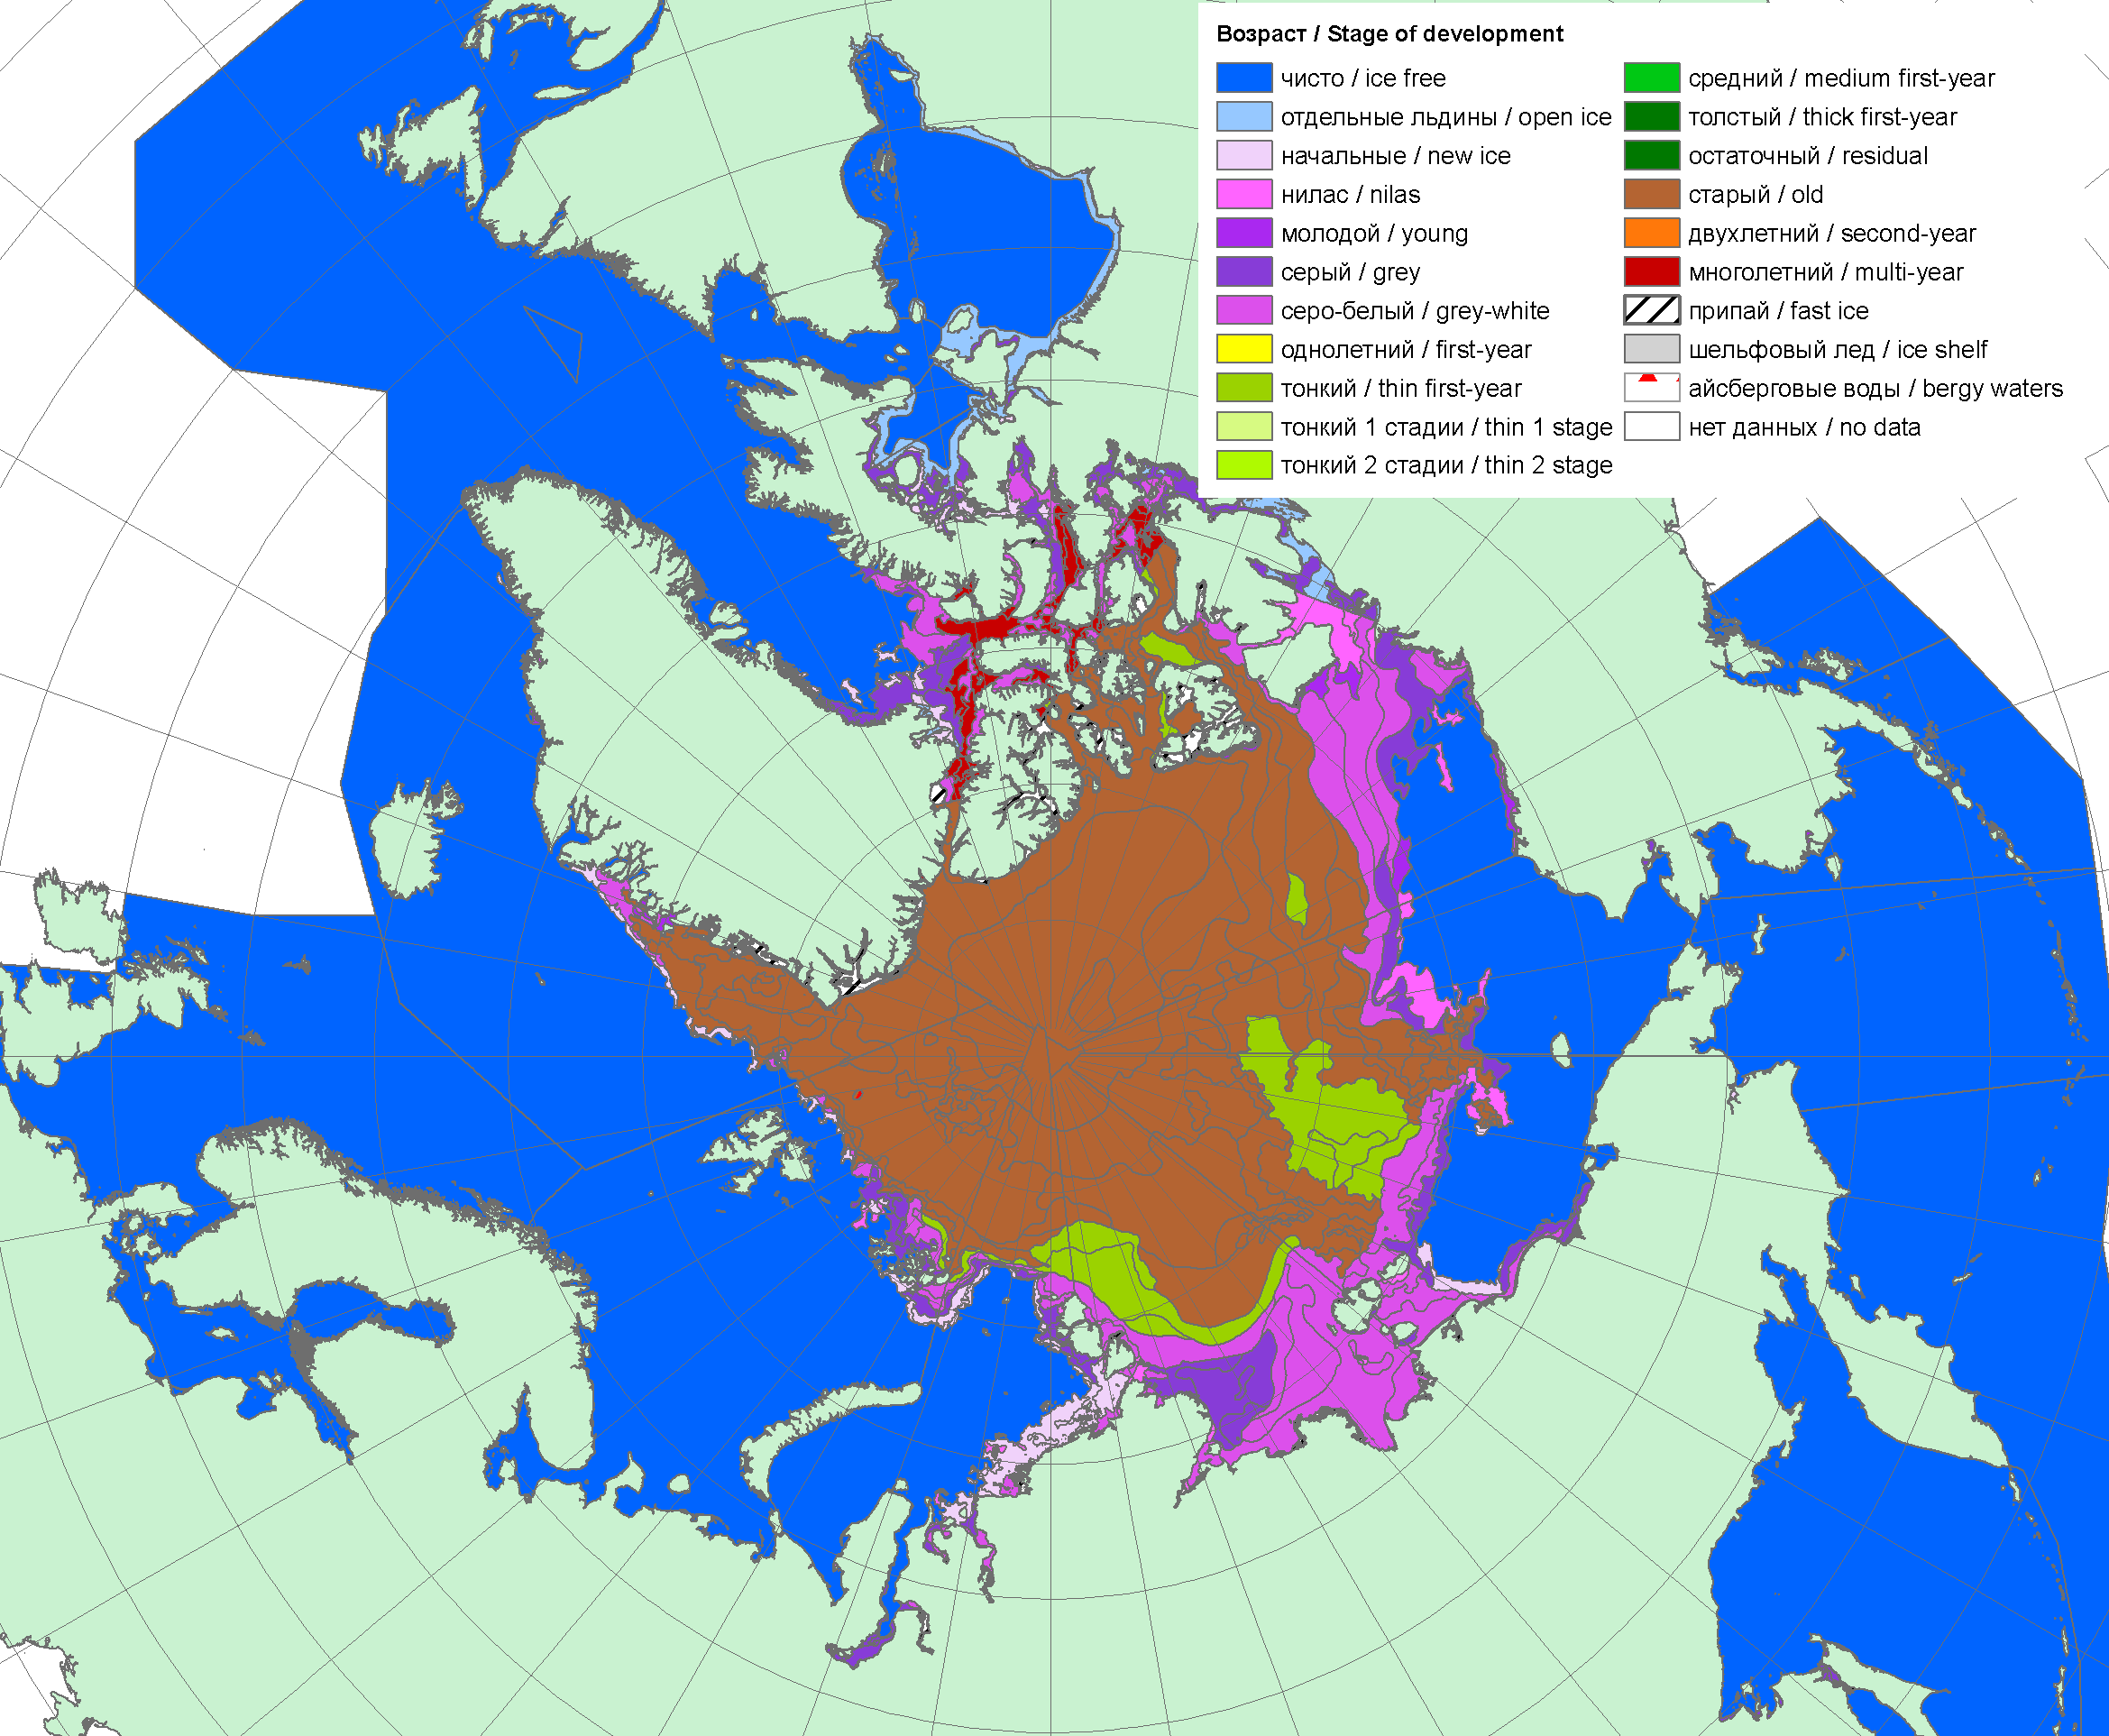 Возраст / Stage of development
чисто / ice free
отдельные льдины / open ice
начальные / new ice
нилас / nilas
молодой / young
серый / grey
серо-белый / grey-white
однолетний / first-year
тонкий / thin first-year
тонкий 1 стадии / thin 1 stage
тонкий 2 стадии / thin 2 stage
средний / medium first-year
толстый / thick first-year
остаточный / residual
старый / old
двухлетний / second-year
многолетний / multi-year
припай / fast ice
шельфовый лед / ice shelf
айсберговые воды / bergy waters
нет данных / no data